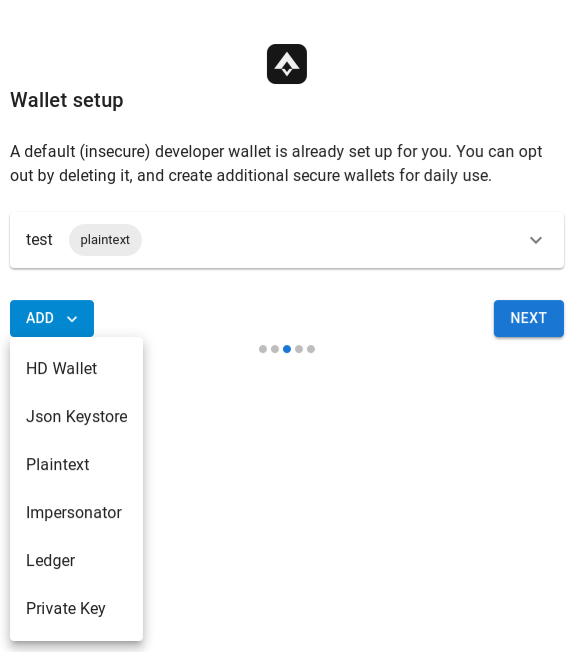 Wallet setup
A default (insecure) developer wallet is already set up for you. You can opt
out by deleting it, and create additional secure wallets for daily use.
test plaintext
ADD NEXT
HD Wallet
Json Keystore
Plaintext
Impersonator
Ledger
Private Key